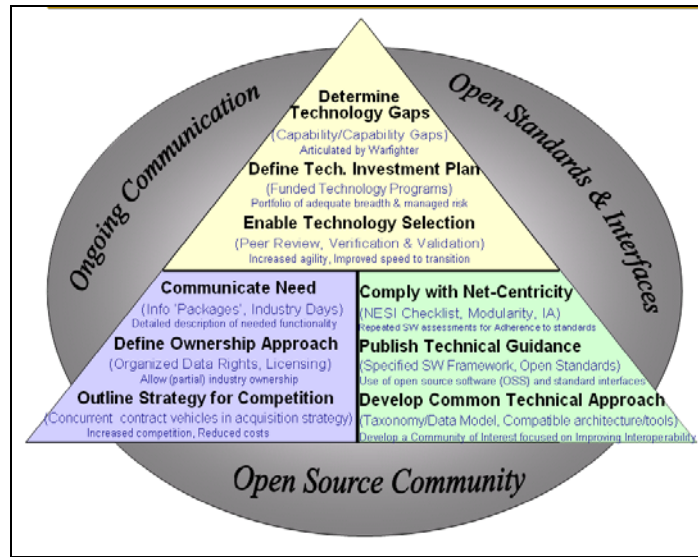 Ongoing Communication
Open Standards & Interfaces
Determine
Technology Gaps
(Capability/Capability Gaps)
Articulated by Warfighter
Define Tech. Investment Plan
(Funded Technology Programs)
Portfolio of adequate breadth & managed risk
Enable Technology Selection
(Peer Review, Verification & Validation)
Increased agility, Improved speed to transition
Communicate Need
(Info 'Packages', Industry Days)
Detailed description of needed functionality
Define Ownership Approach
(Organized Data Rights, Licensing)
Allow (partial) industry ownership
Outline Strategy for Competition
(Concurrent contract vehicles in acquisition strategy)
Increased competition, Reduced costs
Comply with Net-Centricity
(NESI Checklist, Modularity, IA)
Repeated SW assessments for Adherence to standards
Publish Technical Guidance
(Specified SW Framework, Open Standards)
Use of open source software (OSS) and standard interfaces
Develop Common Technical Approach
(Taxonomy/Data Model, Compatible architecture/tools)
Develop a Community of Interest focused on Improving Interoperability
Open Source Community